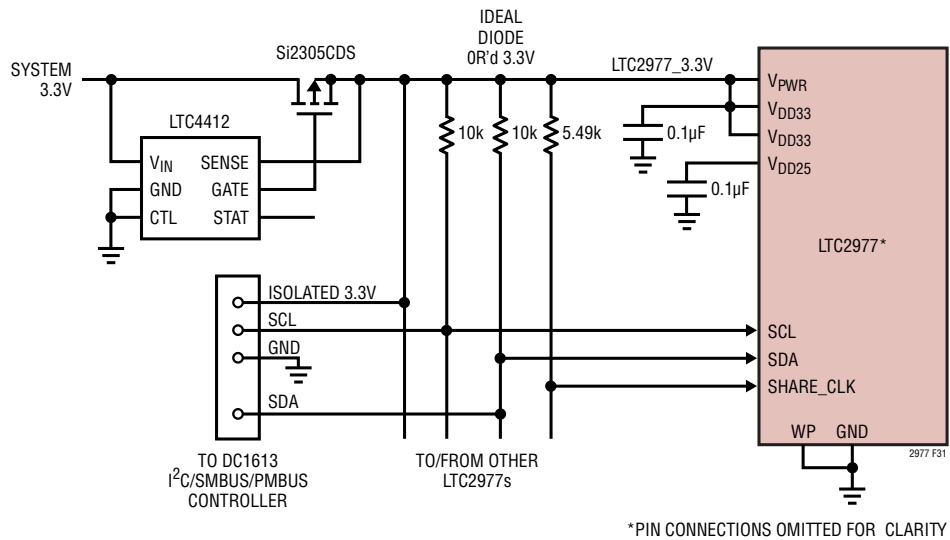 IDEAL
DIODE
OR'd 3.3V
Si2305CDS
SYSTEM
3.3V
LTC2977_3.3V
LTC4412
VIN
SENSE
GND
GATE
CTL
STAT
10k
10k
5.49k
0.1µF
0.1µF
VPWR
VDD33
VDD33
VDD25
LTC2977*
ISOLATED 3.3V
SCL
GND
SDA
SCL
SDA
SHARE_CLK
WP
GND
2977 F31
TO DC1613
I²C/SMBUS/PMBUS
CONTROLLER
TO/FROM OTHER
LTC2977s
*PIN CONNECTIONS OMITTED FOR CLARITY